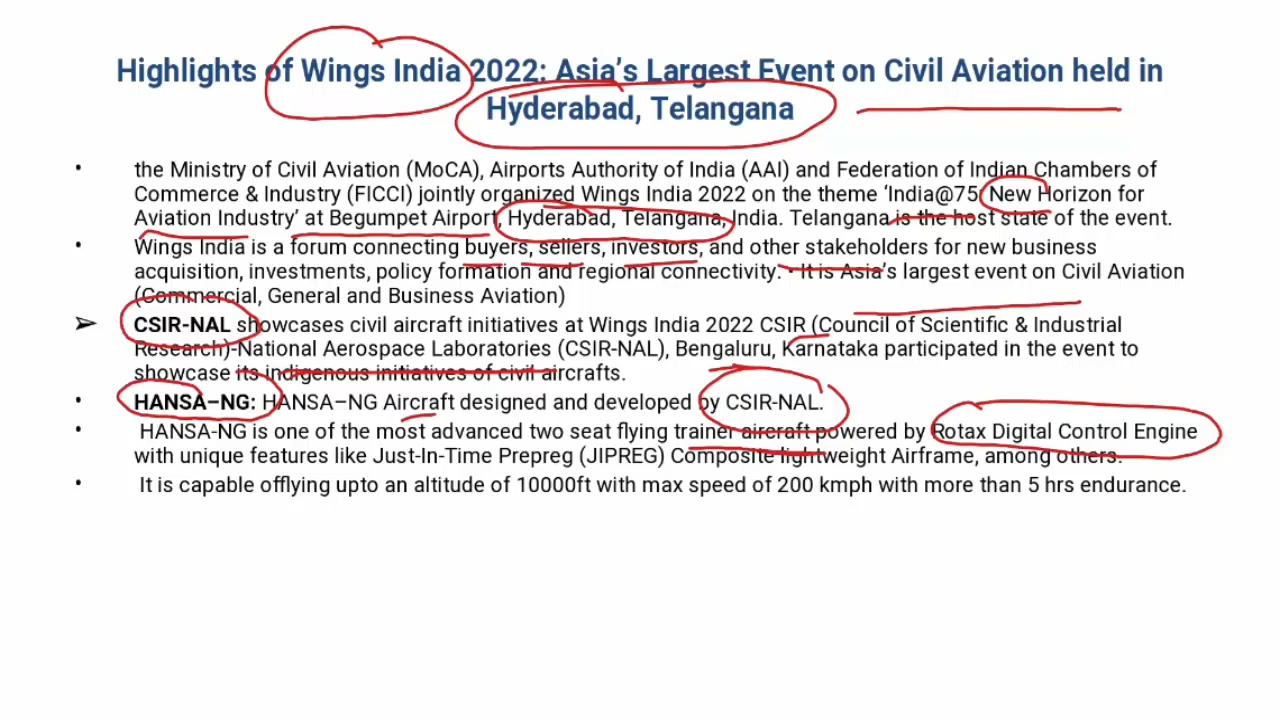 Highlights of Wings India 2022: Asia's Largest Event on Civil Aviation held in
Hyderabad, Telangana
• the Ministry of Civil Aviation (MoCA), Airports Authority of India (AAI) and Federation of Indian Chambers of
Commerce & Industry (FICCI) jointly organized Wings India 2022 on the theme 'India@75: New Horizon for
Aviation Industry' at Begumpet Airport, Hyderabad, Telangana, India. Telangana is the host state of the event.
• Wings India is a forum connecting buyers, sellers, investors, and other stakeholders for new business
acquisition, investments, policy formation and regional connectivity. • It is Asia's largest event on Civil Aviation
(Commercial, General and Business Aviation)
➢ CSIR-NAL showcases civil aircraft initiatives at Wings India 2022 CSIR (Council of Scientific & Industrial
Research)-National Aerospace Laboratories (CSIR-NAL), Bengaluru, Karnataka participated in the event to
showcase its indigenous initiatives of civil aircrafts.
• HANSA–NG: HANSA–NG Aircraft designed and developed by CSIR-NAL.
• HANSA-NG is one of the most advanced two seat flying trainer aircraft powered by Rotax Digital Control Engine
with unique features like Just-In-Time Prepreg (JIPREG) Composite lightweight Airframe, among others.
• It is capable offlying upto an altitude of 10000ft with max speed of 200 kmph with more than 5 hrs endurance.